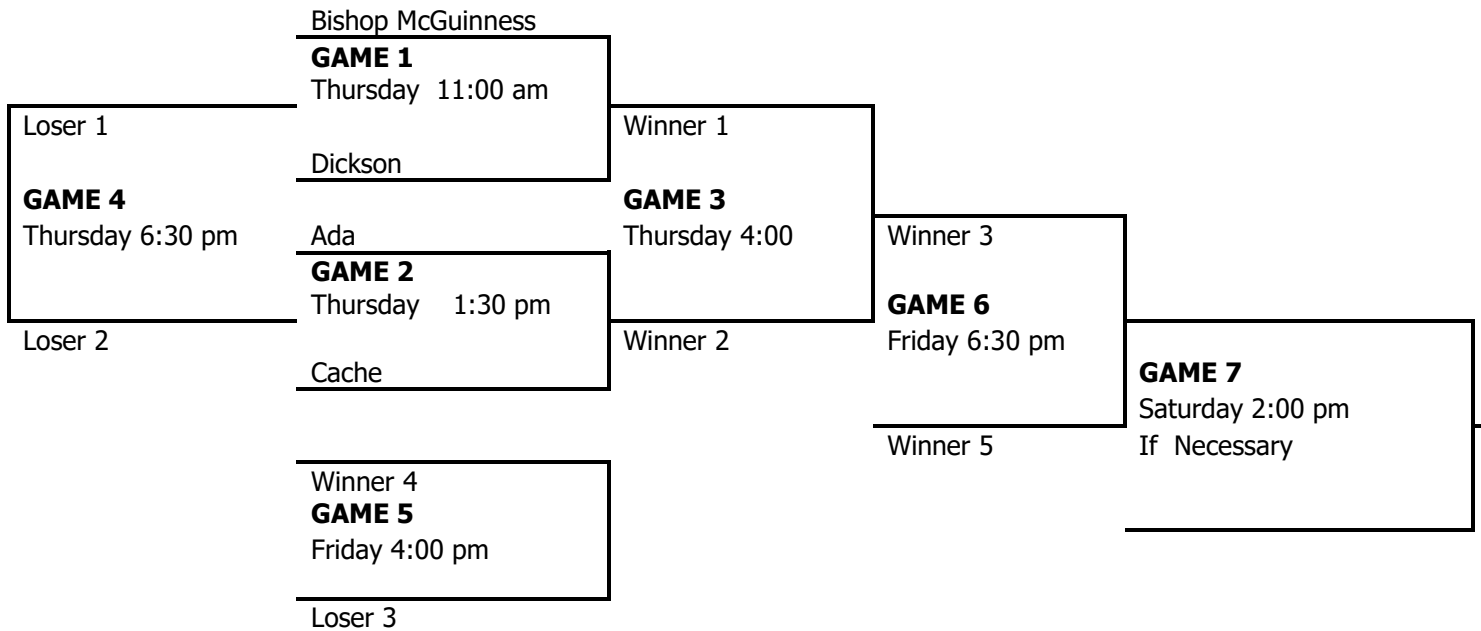 Bishop McGuinness
GAME 1
Thursday 11:00 am
Loser 1
Winner 1
Dickson
GAME 4
GAME 3
Thursday 6:30 pm
Ada
Thursday 4:00
Winner 3
GAME 2
Thursday 1:30 pm
GAME 6
Loser 2
Winner 2
Friday 6:30 pm
Cache
GAME 7
Saturday 2:00 pm
Winner 5
If Necessary
Winner 4
GAME 5
Friday 4:00 pm
Loser 3